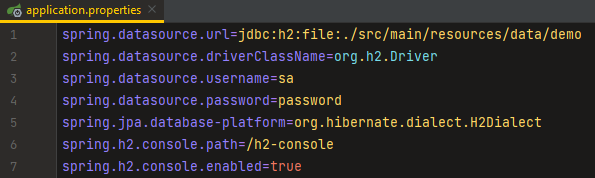 application.properties
1 spring.datasource.url=jdbc:h2:file:./src/main/resources/data/demo
2 spring.datasource.driverClassName=org.h2.Driver
3 spring.datasource.username=sa
4 spring.datasource.password=password
5 spring.jpa.database-platform=org.hibernate.dialect.H2Dialect
6 spring.h2.console.path=/h2-console
7 spring.h2.console.enabled=true